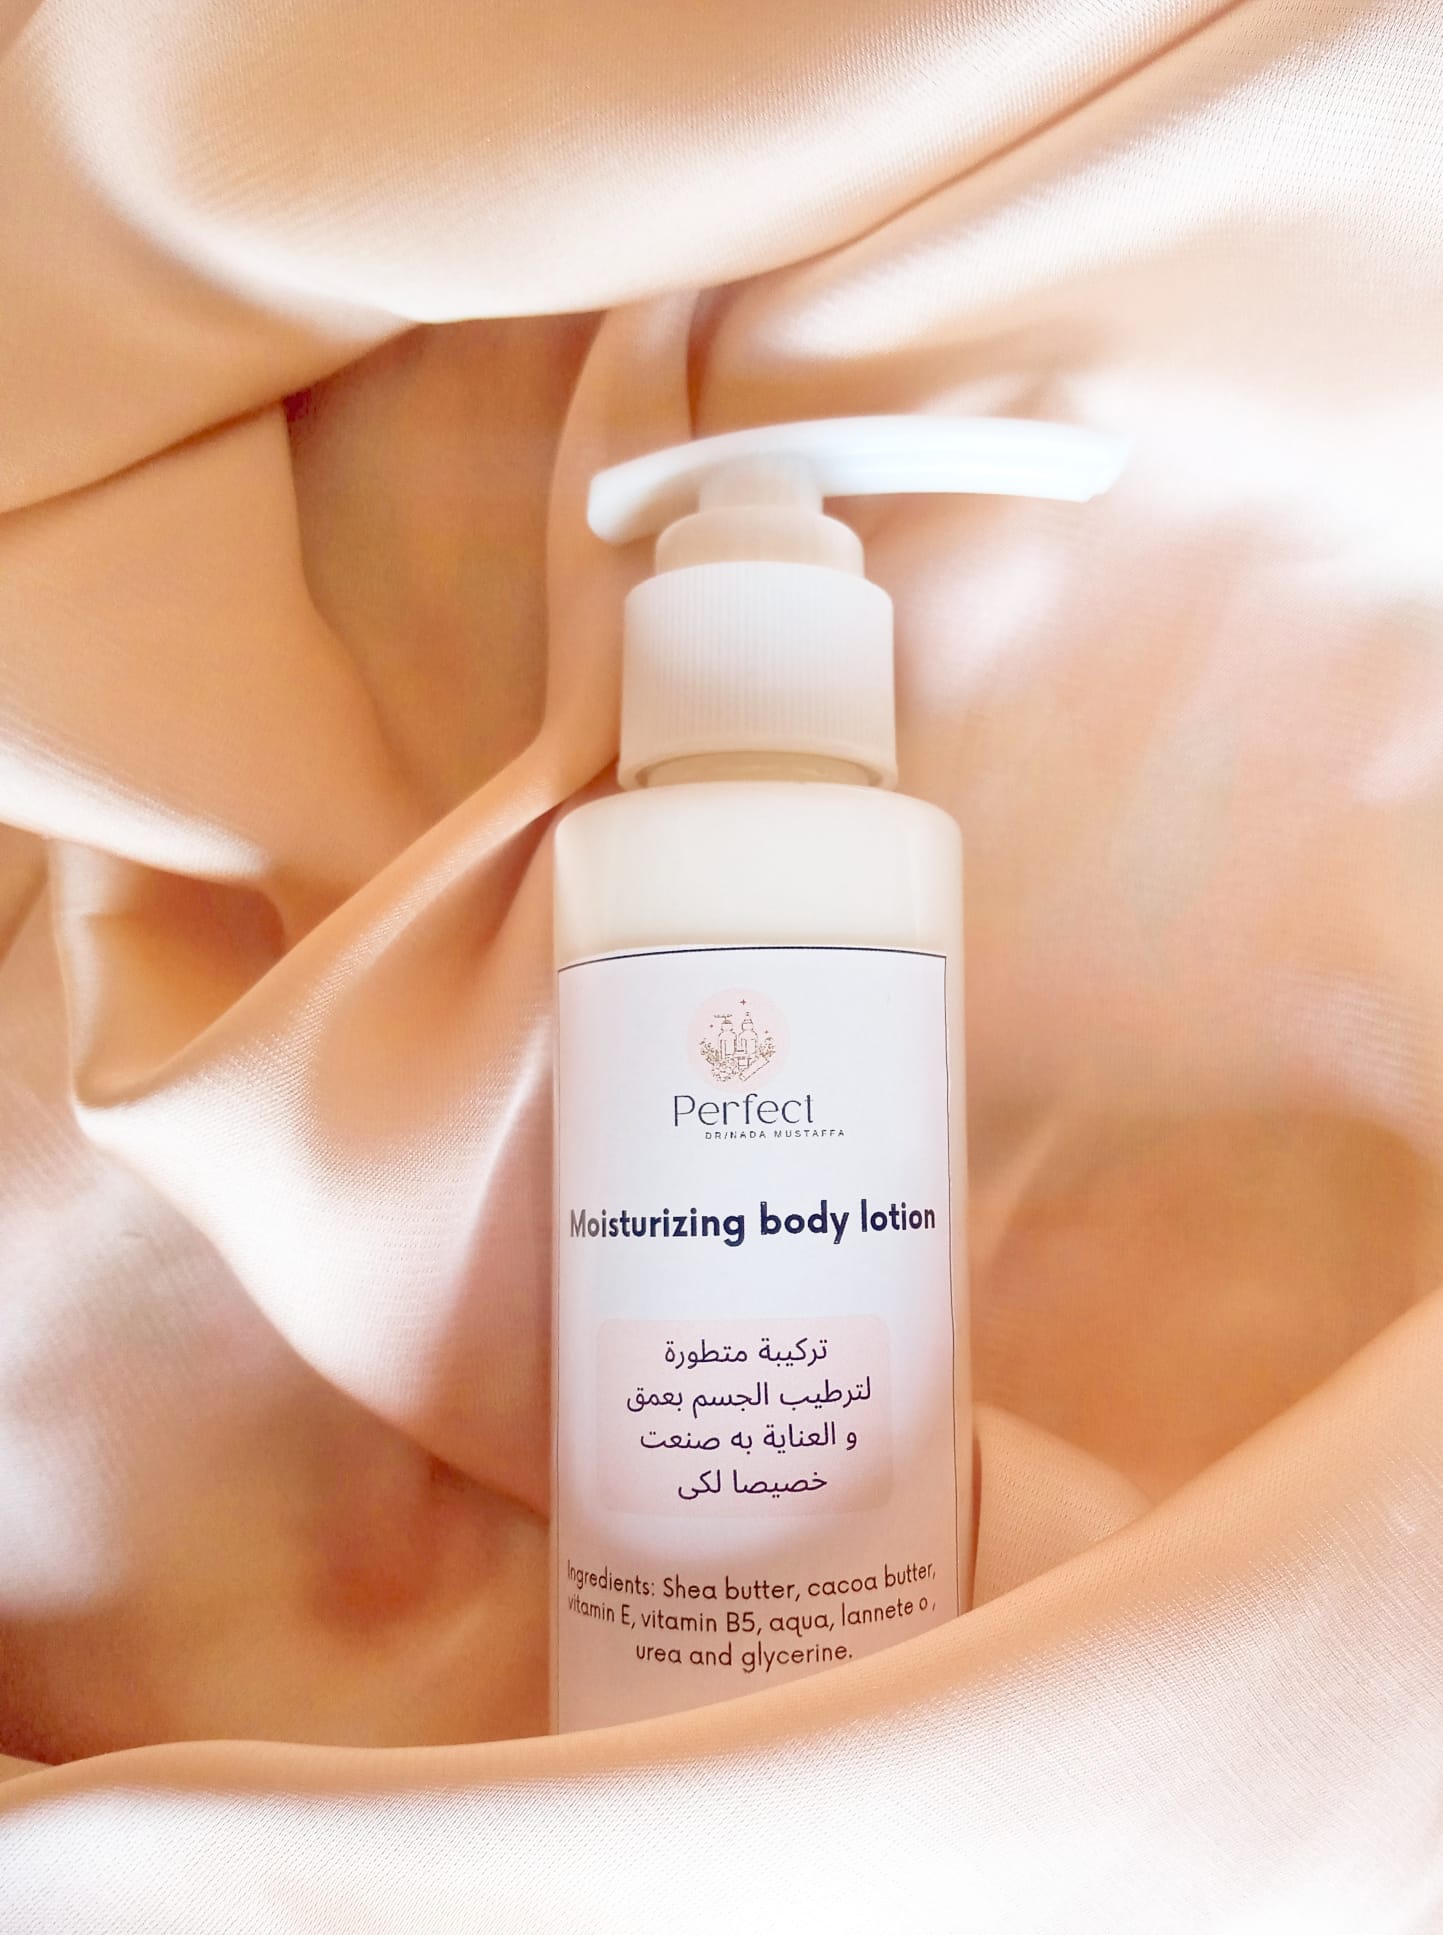 Perfect
DR/NADA MUSTAFFA
Moisturizing body lotion
تركيبة متطورة
لترطيب الجسم بعمق
و العناية به صنعت
خصيصا لكى
Ingredients: Shea butter, cacoa butter,
vitamin E, vitamin B5, aqua, lannete o,
urea and glycerine.